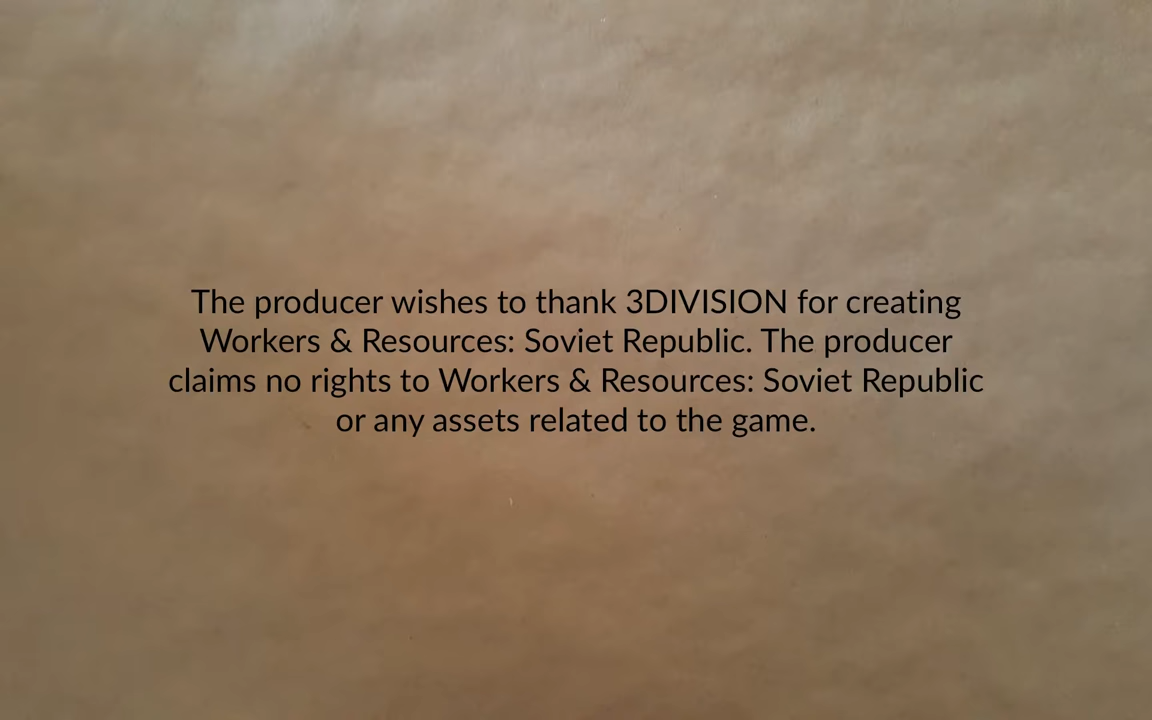 The producer wishes to thank 3DIVISION for creating
Workers & Resources: Soviet Republic. The producer
claims no rights to Workers & Resources: Soviet Republic
or any assets related to the game.